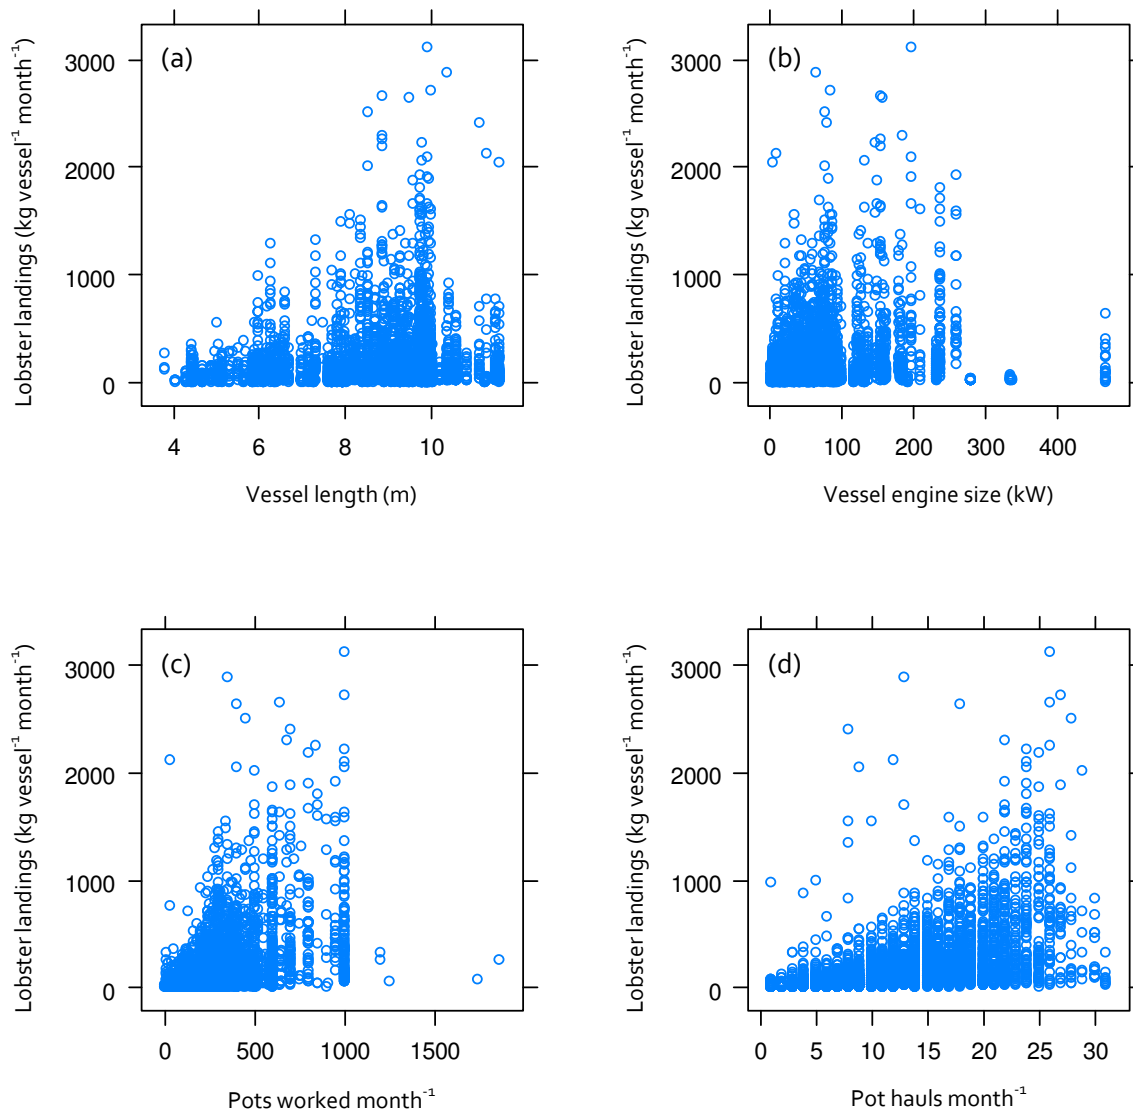 (a)
Lobster landings (kg vessel⁻¹ month⁻¹)
3000
2000
1000
0
4 6 8 10
Vessel length (m)
(b)
Lobster landings (kg vessel⁻¹ month⁻¹)
3000
2000
1000
0
0 100 200 300 400
Vessel engine size (kW)
(c)
Lobster landings (kg vessel⁻¹ month⁻¹)
3000
2000
1000
0
0 500 1000 1500
Pots worked month⁻¹
(d)
Lobster landings (kg vessel⁻¹ month⁻¹)
3000
2000
1000
0
0 5 10 15 20 25 30
Pot hauls month⁻¹